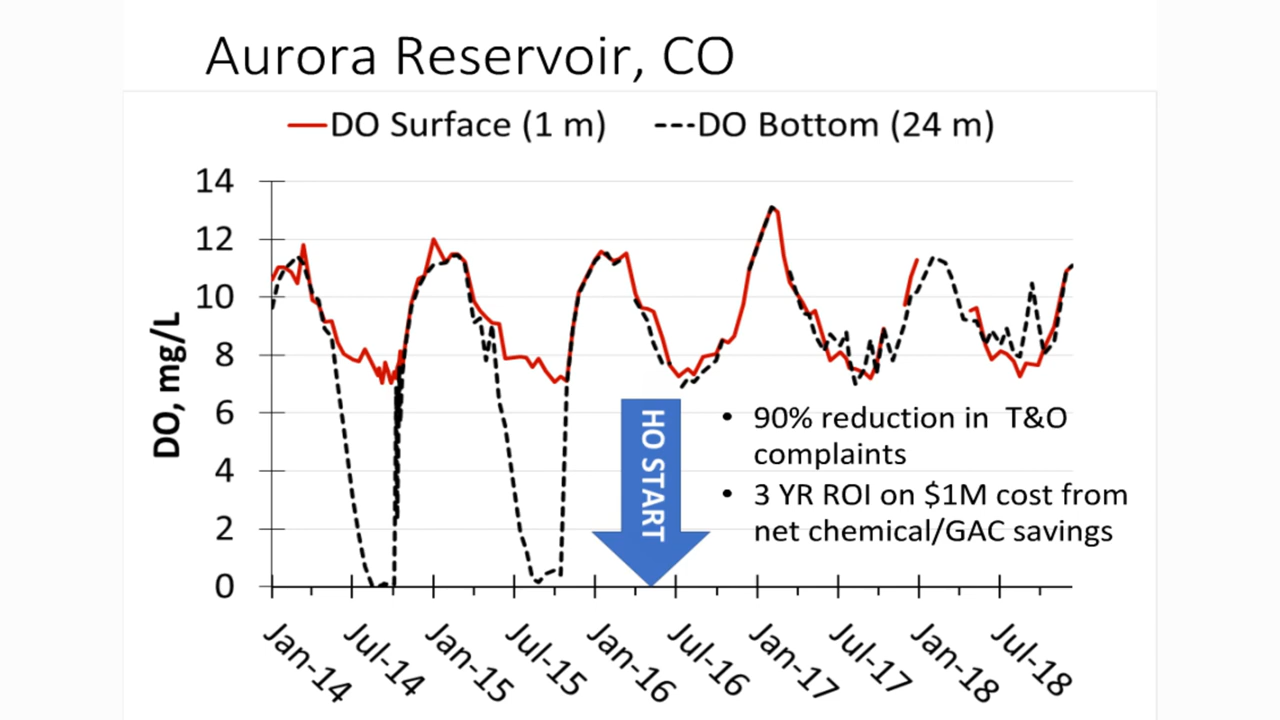 Aurora Reservoir, CO
DO Surface (1 m)
DO Bottom (24 m)
DO, mg/L
14
12
10
8
6
4
2
0
HO START
• 90% reduction in T&O
complaints
• 3 YR ROI on $1M cost from
net chemical/GAC savings
Jan-14
Jul-14
Jan-15
Jul-15
Jan-16
Jul-16
Jan-17
Jul-17
Jan-18
Jul-18